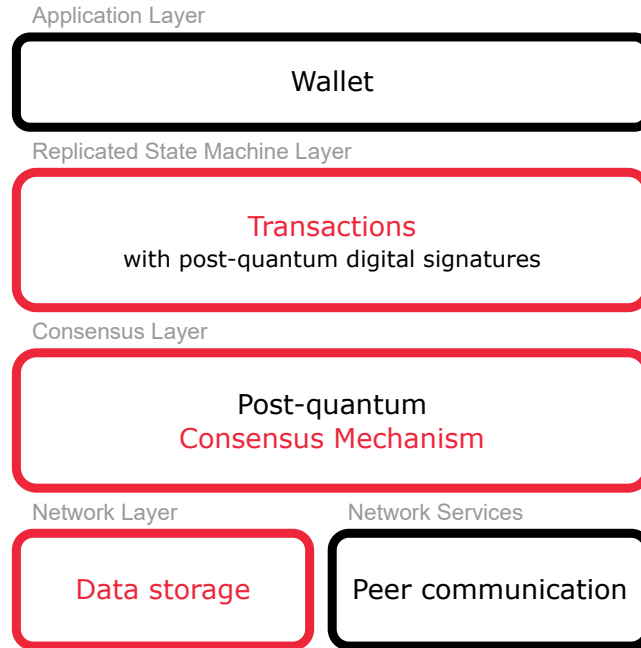 Application Layer
Wallet
Replicated State Machine Layer
Transactions
with post-quantum digital signatures
Consensus Layer
Post-quantum
Consensus Mechanism
Network Layer
Network Services
Data storage
Peer communication